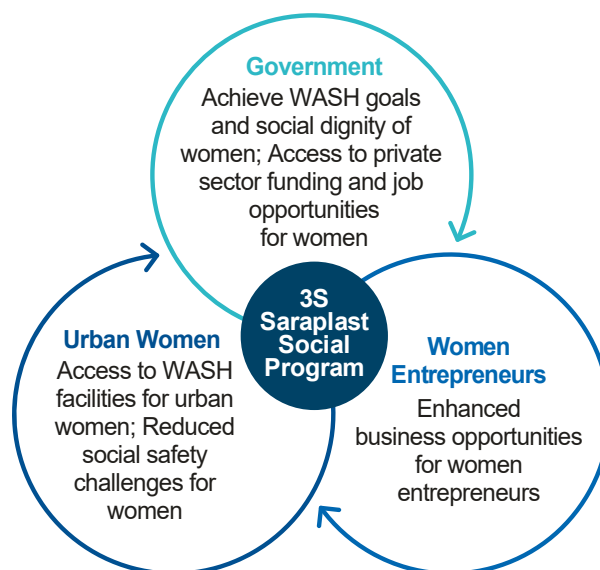 Government
Achieve WASH goals
and social dignity of
women; Access to private
sector funding and job
opportunities
for women
3S
Saraplast
Social
Program
Urban Women
Access to WASH
facilities for urban
women; Reduced
social safety
challenges for
women
Women
Entrepreneurs
Enhanced
business opportunities
for women
entrepreneurs